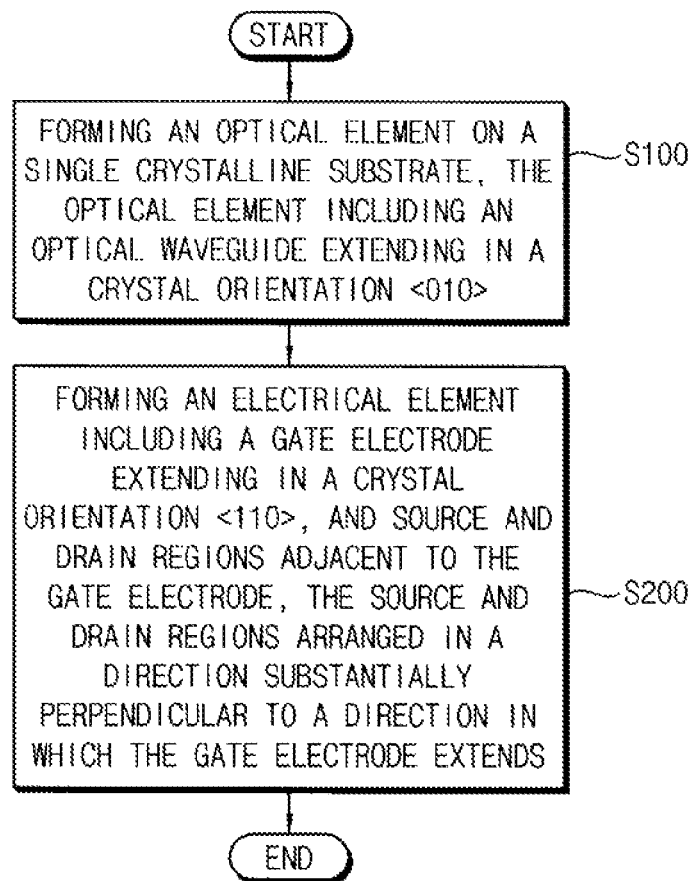 START
FORMING AN OPTICAL ELEMENT ON A
SINGLE CRYSTALLINE SUBSTRATE, THE
OPTICAL ELEMENT INCLUDING AN
OPTICAL WAVEGUIDE EXTENDING IN A
CRYSTAL ORIENTATION <010>
S100
FORMING AN ELECTRICAL ELEMENT
INCLUDING A GATE ELECTRODE
EXTENDING IN A CRYSTAL
ORIENTATION <110>, AND SOURCE AND
DRAIN REGIONS ADJACENT TO THE
GATE ELECTRODE, THE SOURCE AND
DRAIN REGIONS ARRANGED IN A
DIRECTION SUBSTANTIALLY
PERPENDICULAR TO A DIRECTION IN
WHICH THE GATE ELECTRODE EXTENDS
S200
END